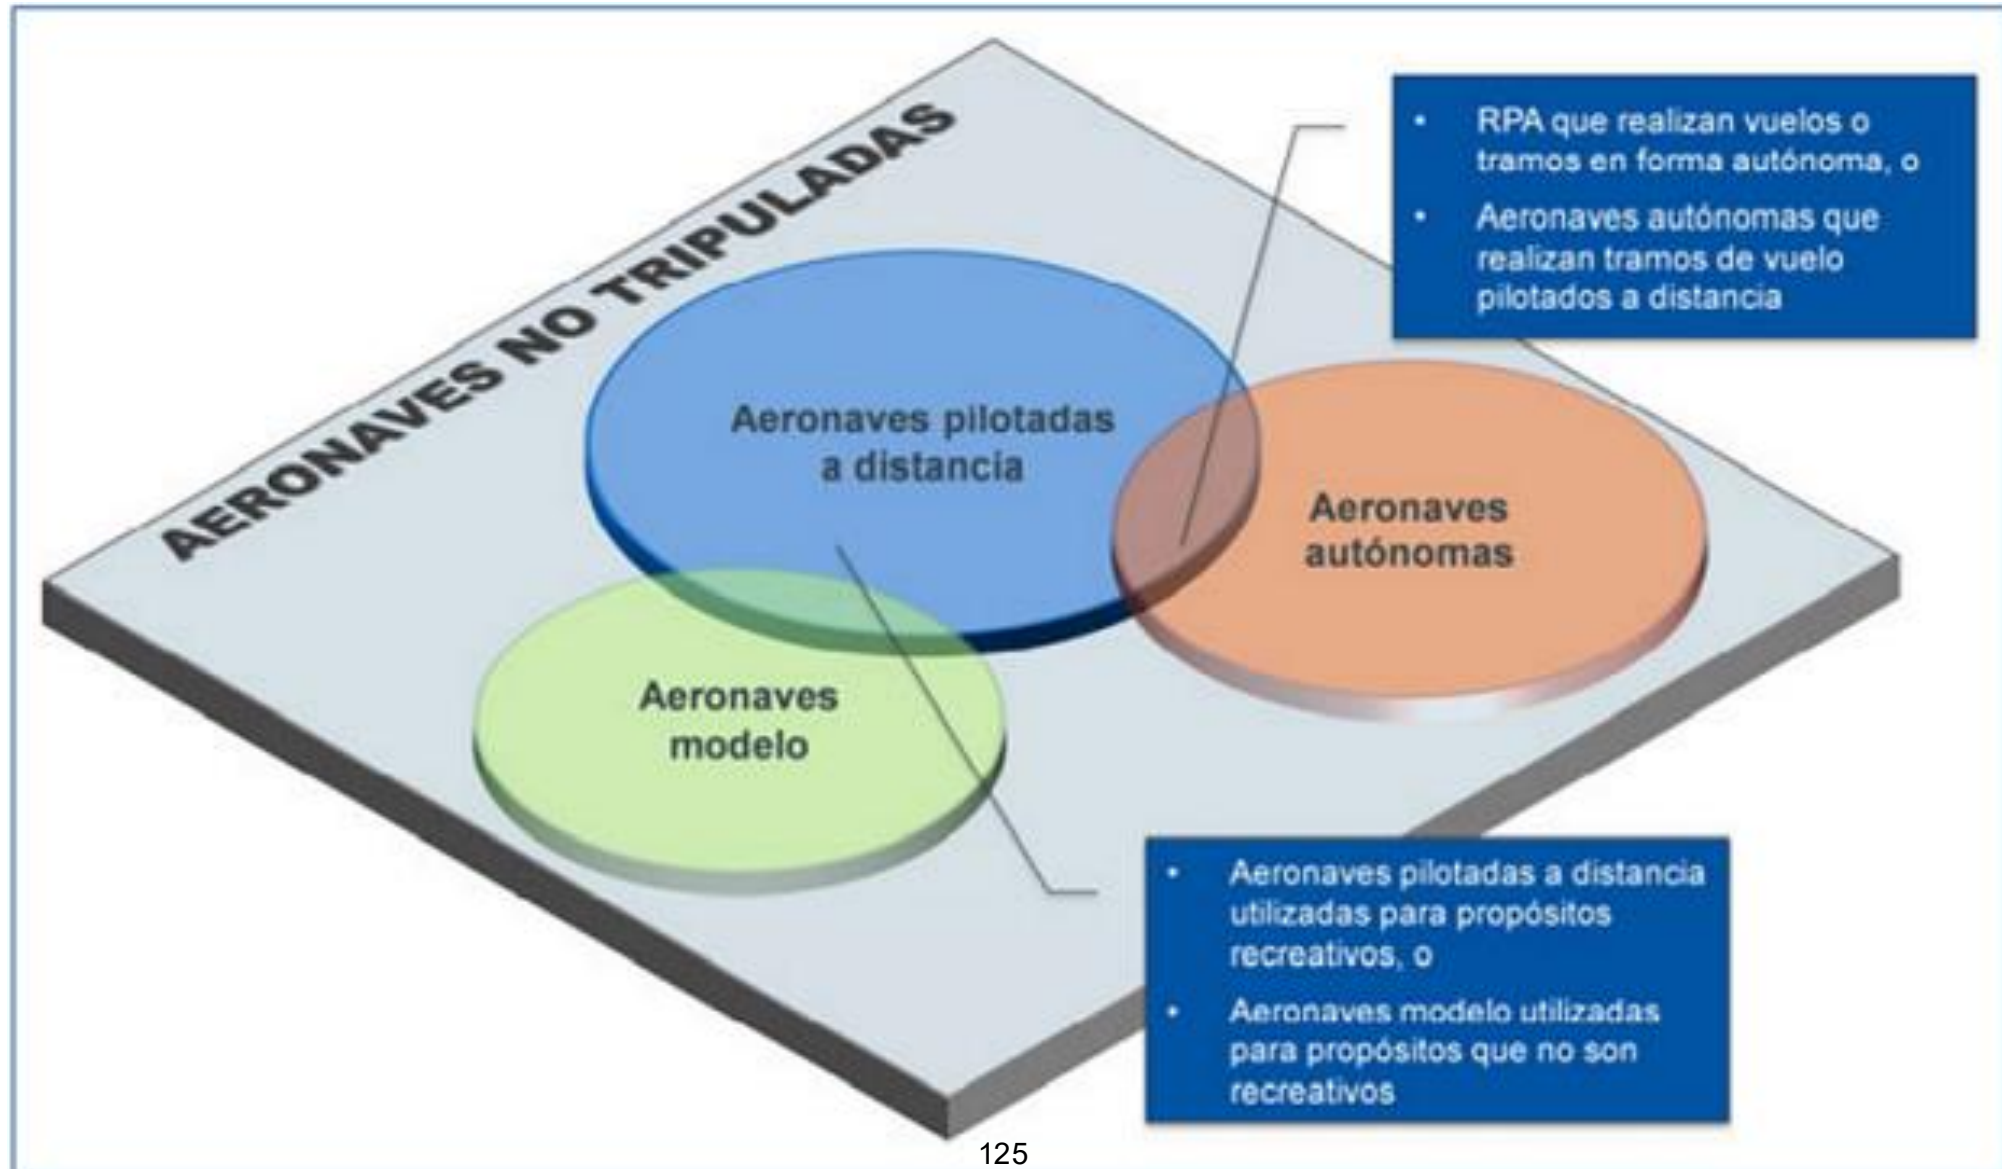 AERONAVES NO TRIPULADAS
• RPA que realizan vuelos o
tramos en forma autónoma, o
• Aeronaves autónomas que
realizan tramos de vuelo
pilotados a distancia
Aeronaves pilotadas
a distancia
Aeronaves
autónomas
Aeronaves
modelo
• Aeronaves pilotadas a distancia
utilizadas para propósitos
recreativos, o
• Aeronaves modelo utilizadas
para propósitos que no son
recreativos
125